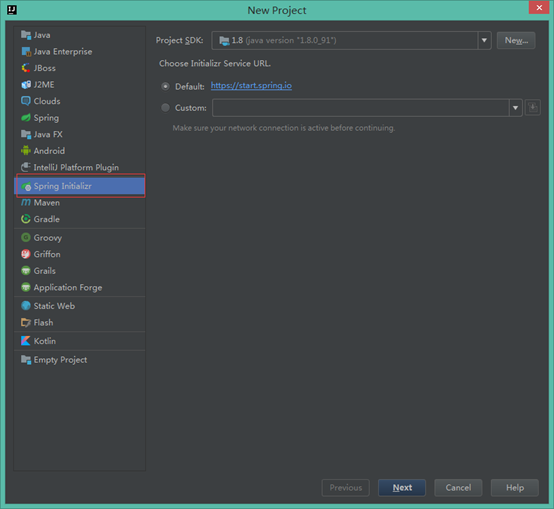 New Project
Java
Java Enterprise
JBoss
J2ME
Clouds
Spring
Java FX
Android
IntelliJ Platform Plugin
Spring Initializr
Maven
Gradle
Groovy
Griffon
Grails
Application Forge
Static Web
Flash
Kotlin
Empty Project
Project SDK: 1.8 (java version "1.8.0_91") New...
Choose Initializr Service URL.
Default: https://start.spring.io
Custom:
Make sure your network connection is active before continuing.
Previous Next Cancel Help